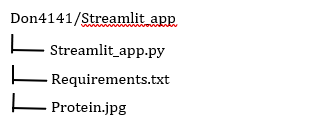 Don4141/Streamlit_app
Streamlit_app.py
Requirements.txt
Protein.jpg